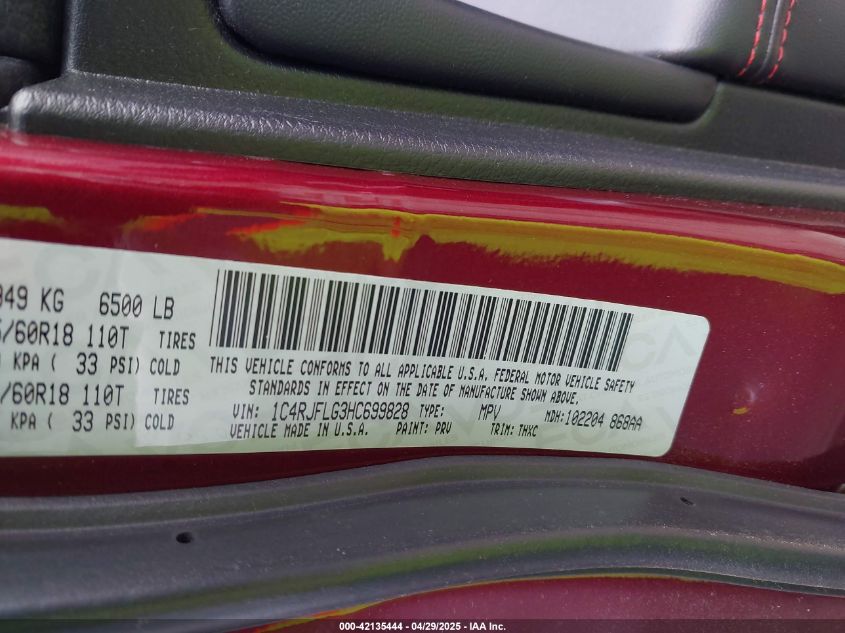 949 KG 6500 LB
/60R18 110T TIRES
KPA ( 33 PSI) COLD
/60R18 110T TIRES
KPA ( 33 PSI) COLD
THIS VEHICLE CONFORMS TO ALL APPLICABLE U.S.A. FEDERAL MOTOR VEHICLE SAFETY
STANDARDS IN EFFECT ON THE DATE OF MANUFACTURE SHOWN ABOVE.
VIN: 1C4RJFLG3HC699828 TYPE: MPV MDH:102204 868AA
VEHICLE MADE IN U.S.A. PAINT: PRV TRIM: THXC
000-42135444 - 04/29/2025 - IAA Inc.